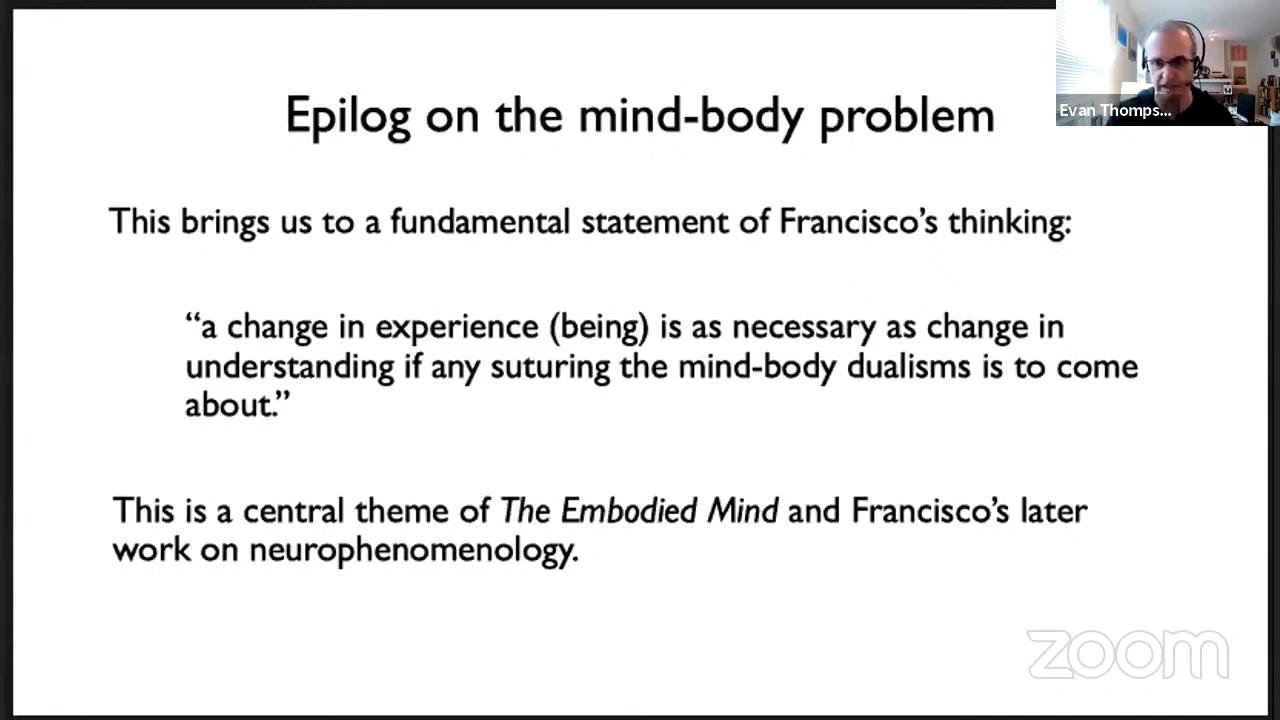 Epilog on the mind-body problem
Evan Thomps...
This brings us to a fundamental statement of Francisco’s thinking:
“a change in experience (being) is as necessary as change in
understanding if any suturing the mind-body dualisms is to come
about.”
This is a central theme of The Embodied Mind and Francisco’s later
work on neurophenomenology.
zoom